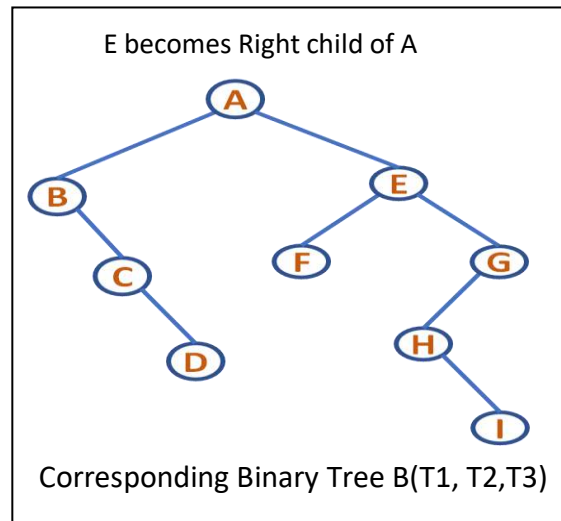 E becomes Right child of A
A
B
E
C
F
G
D
H
I
Corresponding Binary Tree B(T1, T2,T3)